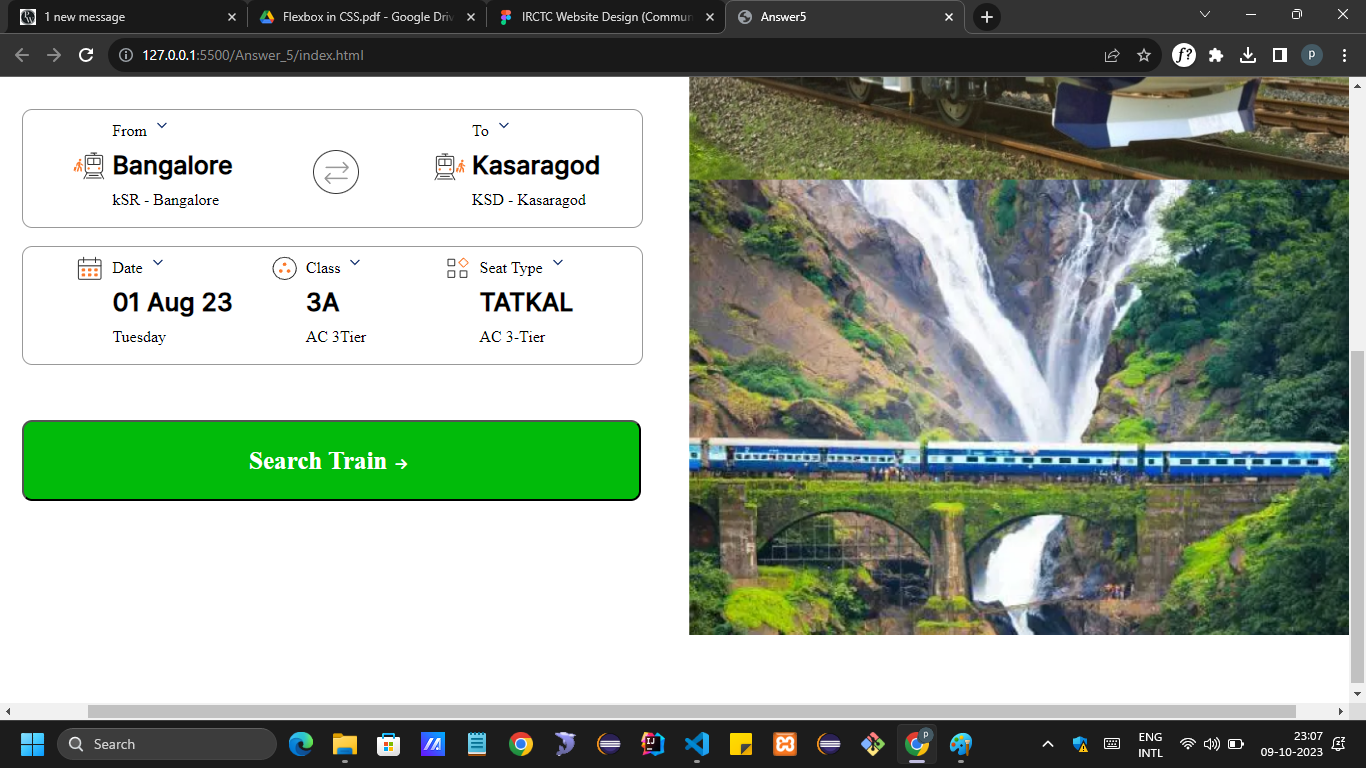 1 new message
Flexbox in CSS.pdf - Google Driv
IRCTC Website Design (Commun
Answer5
127.0.0.1:5500/Answer_5/index.html
f?
p
From
To
Bangalore
Kasaragod
kSR - Bangalore
KSD - Kasaragod
Date
Class
Seat Type
01 Aug 23
3A
TATKAL
Tuesday
AC 3Tier
AC 3-Tier
Search Train →
Search
ENG
INTL
23:07
09-10-2023